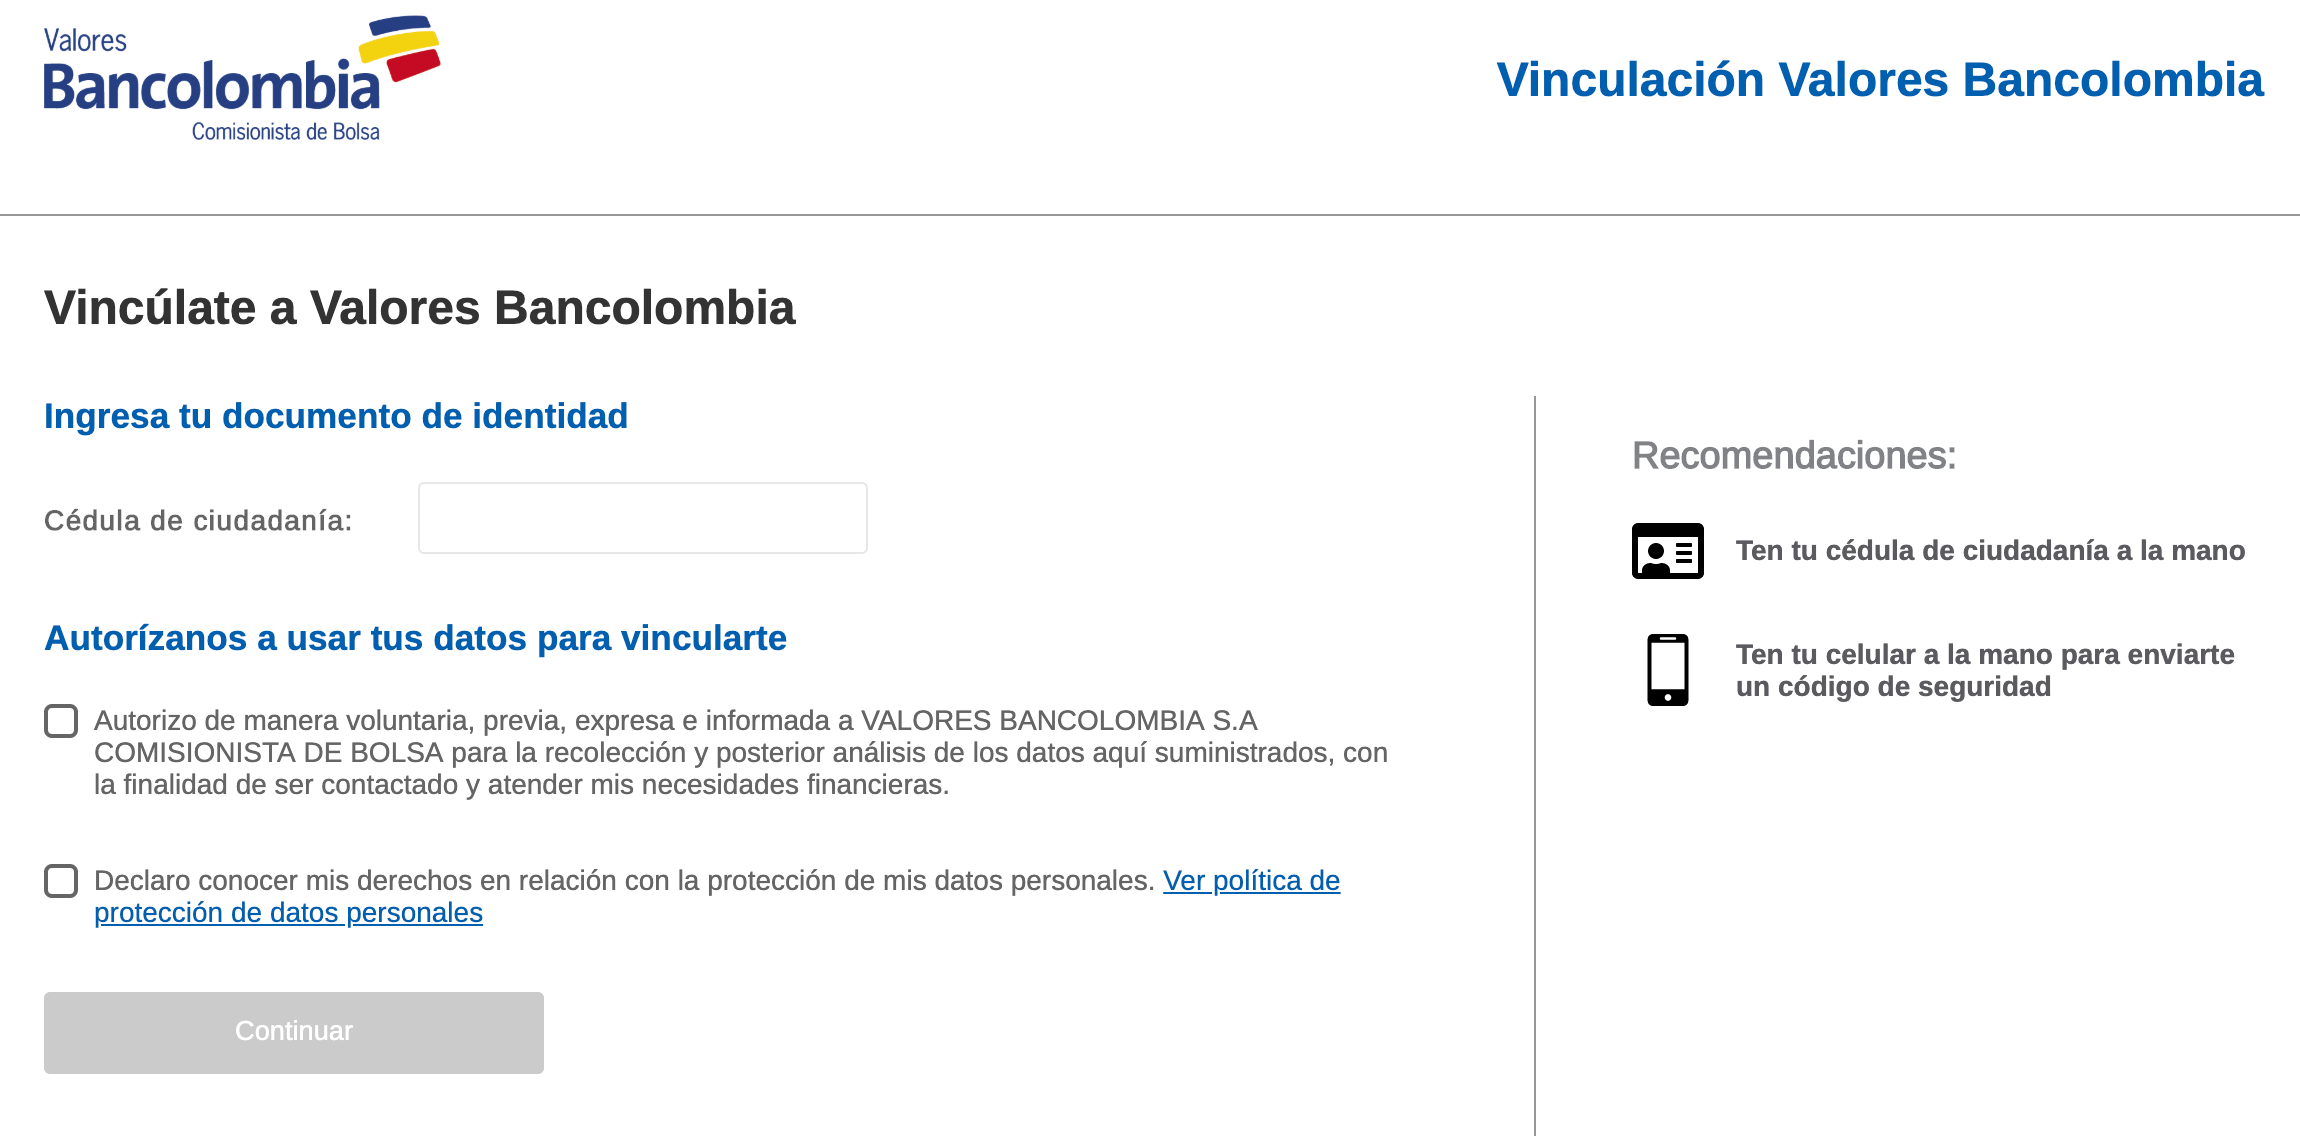 Valores
Bancolombia
Comisionista de Bolsa
Vinculación Valores Bancolombia
Vincúlate a Valores Bancolombia
Ingresa tu documento de identidad
Cédula de ciudadanía:
Autorízanos a usar tus datos para vincularte
Autorizo de manera voluntaria, previa, expresa e informada a VALORES BANCOLOMBIA S.A
COMISIONISTA DE BOLSA para la recolección y posterior análisis de los datos aquí suministrados, con
la finalidad de ser contactado y atender mis necesidades financieras.
Declaro conocer mis derechos en relación con la protección de mis datos personales. Ver política de
protección de datos personales
Continuar
Recomendaciones:
Ten tu cédula de ciudadanía a la mano
Ten tu celular a la mano para enviarte
un código de seguridad